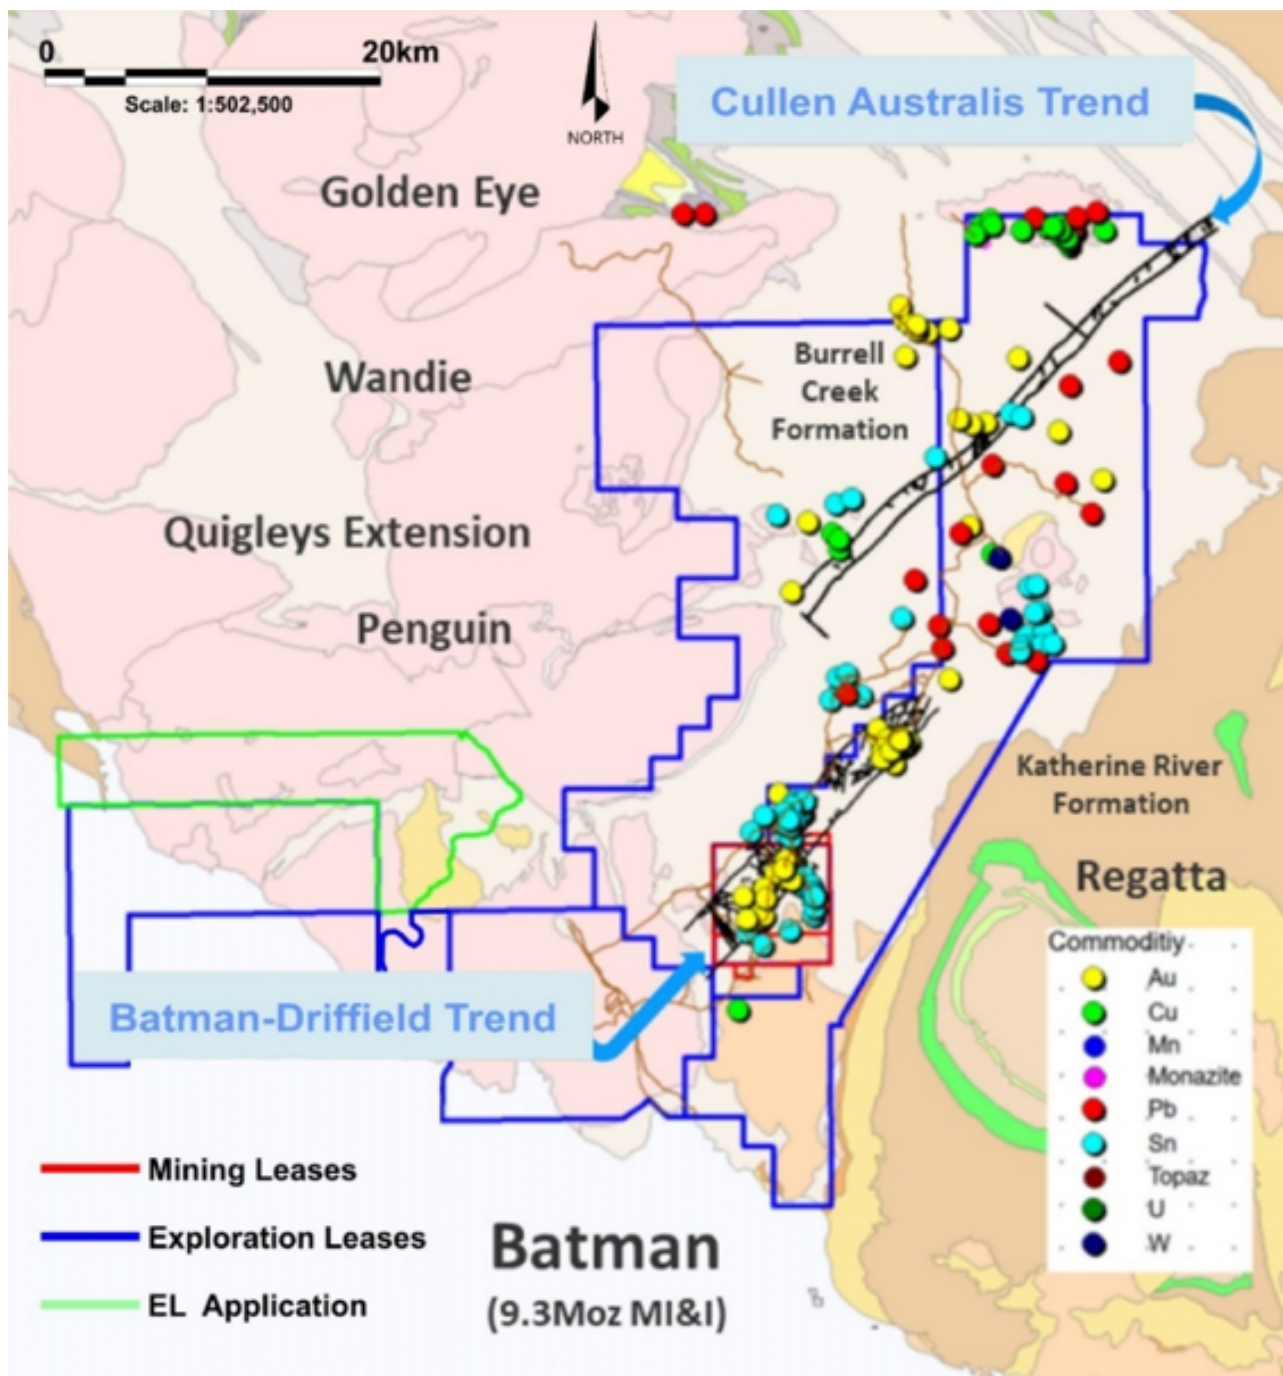 0 20km
Scale: 1:502,500
NORTH
Cullen Australis Trend
Golden Eye
Wandie
Burrell
Creek
Formation
Quigleys Extension
Penguin
Katherine River
Formation
Regatta
Commoditiy
Au
Cu
Mn
Monazite
Pb
Sn
Topaz
U
W
Batman-Driffield Trend
Mining Leases
Exploration Leases
EL Application
Batman
(9.3Moz MI&I)